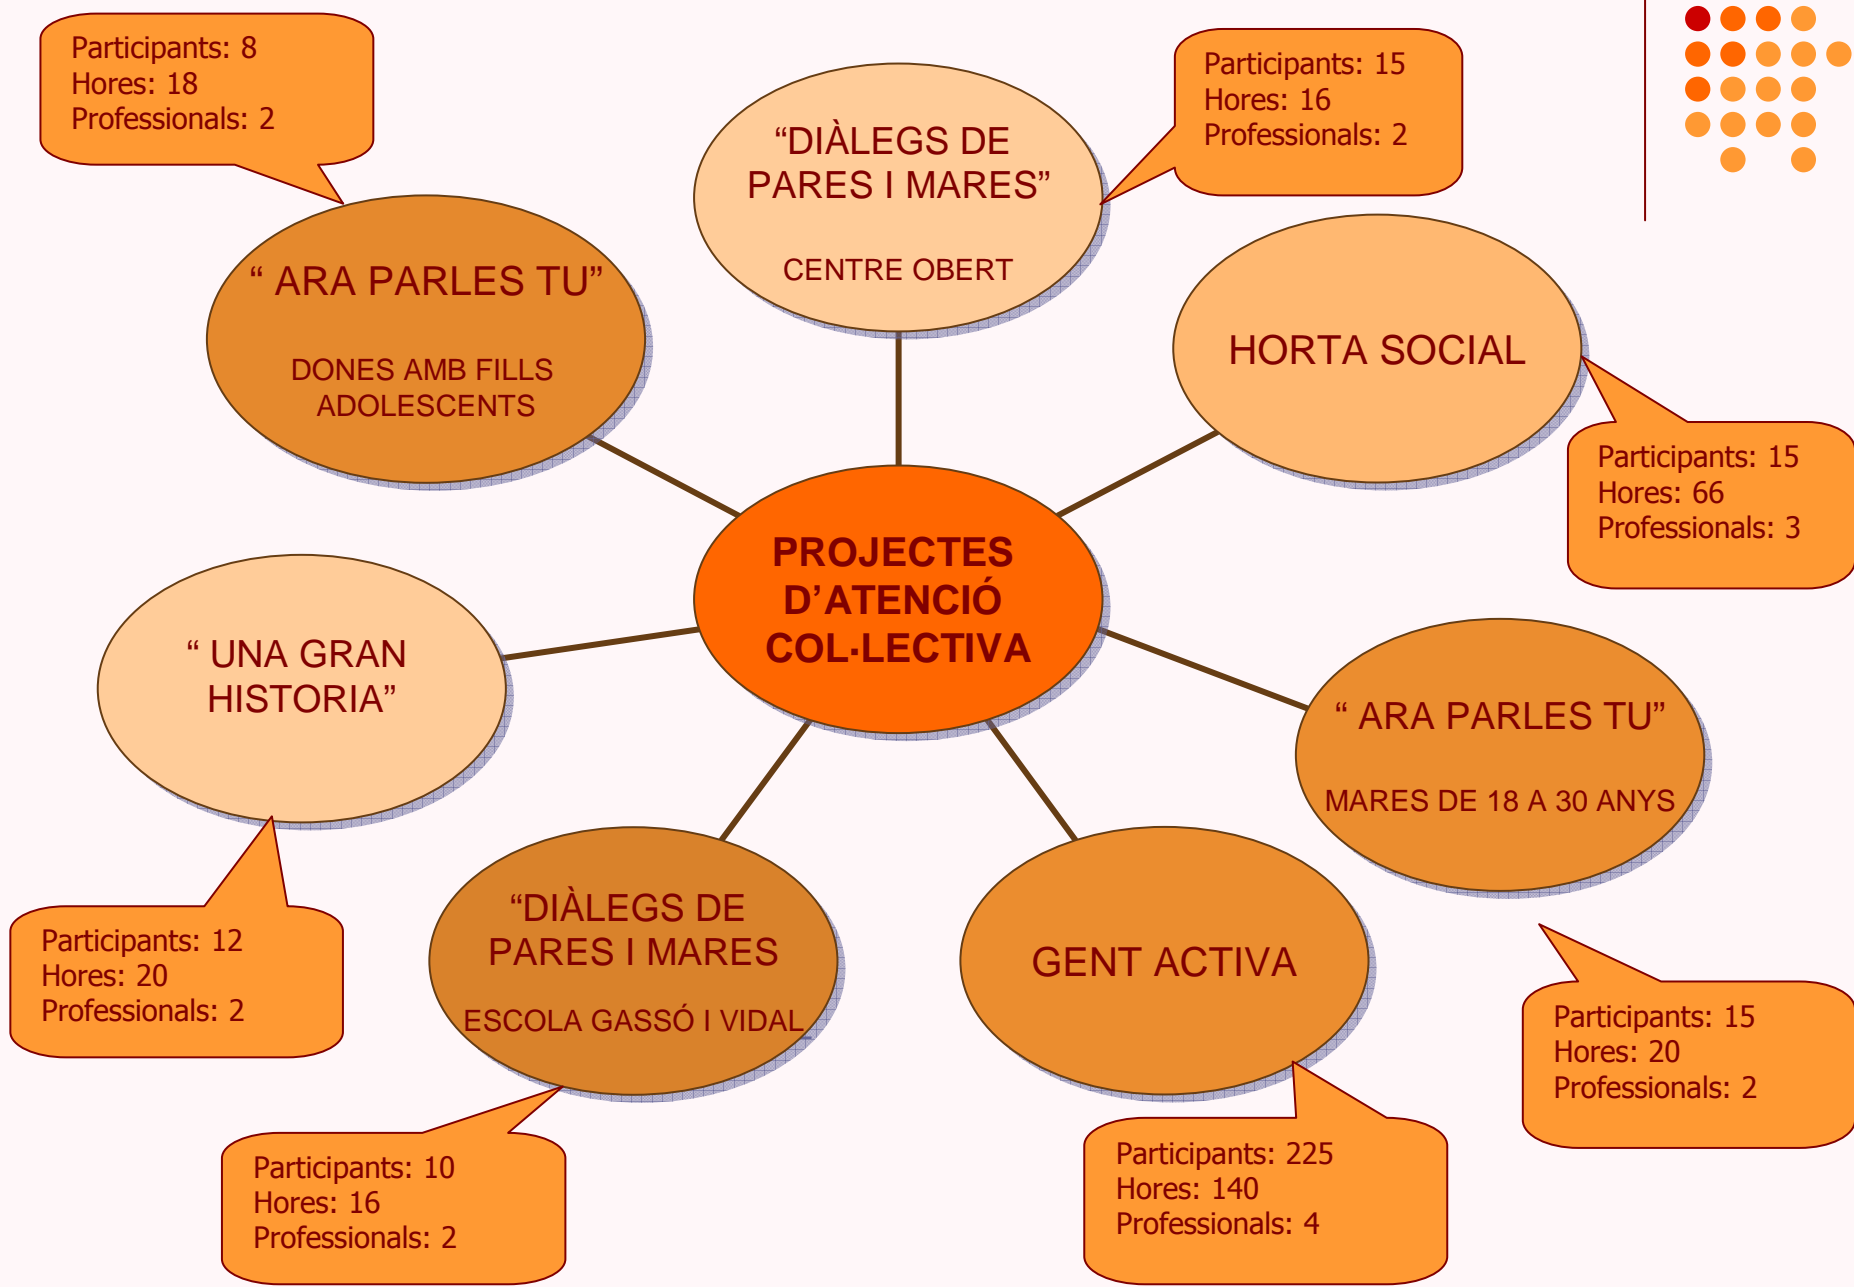 Participants: 8
Hores: 18
Professionals: 2
“DIÀLEGS DE
PARES I MARES”
CENTRE OBERT
Participants: 15
Hores: 16
Professionals: 2
“ ARA PARLES TU”
DONES AMB FILLS
ADOLESCENTS
HORTA SOCIAL
Participants: 15
Hores: 66
Professionals: 3
PROJECTES
D’ATENCIÓ
COL·LECTIVA
“ UNA GRAN
HISTORIA”
Participants: 12
Hores: 20
Professionals: 2
“ ARA PARLES TU”
MARES DE 18 A 30 ANYS
Participants: 15
Hores: 20
Professionals: 2
“DIÀLEGS DE
PARES I MARES
ESCOLA GASSÓ I VIDAL
Participants: 10
Hores: 16
Professionals: 2
GENT ACTIVA
Participants: 225
Hores: 140
Professionals: 4